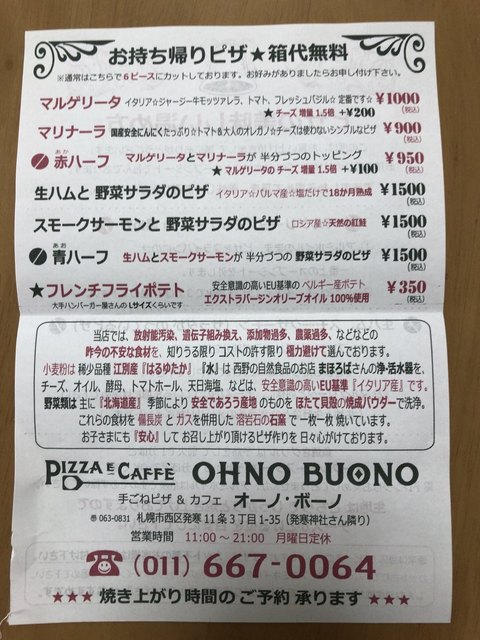 お持ち帰りピザ★箱代無料
※通常はこちらで6ピースにカットしております。お好みがありましたらお申し付け下さい。
マルゲリータ イタリア☆ジャージー牛モッツアレラ、トマト、フレッシュバジル☆ 定番です☆ ¥1000
★チーズ 増量 1.5倍 +¥200 (税込)
マリナーラ 国産安全にんにくたっぷり☆トマト&大人のオレガノ☆チーズは使わないシンプルなピザ ¥900
(税込)
あか
赤ハーフ マルゲリータとマリナーラが 半分づつのトッピング ¥950
★マルゲリータの チーズ 増量 1.5倍 +¥100 (税込)
生ハムと 野菜サラダのピザ イタリア☆パルマ産☆塩だけで18か月熟成 ¥1500
(税込)
スモークサーモンと 野菜サラダのピザ ロシア産☆天然の紅鮭 ¥1500
(税込)
あお
青ハーフ 生ハムとスモークサーモンが 半分づつの 野菜サラダのピザ ¥1500
(税込)
★フレンチフライポテト 安全意識の高いEU基準の ベルギー産ポテト ¥350
大手ハンバーガー屋さんの Lサイズくらいです エクストラバージンオリーブオイル 100%使用 (税込)
当店では、放射能汚染、遺伝子組み換え、添加物過多、農薬過多、などなどの
昨今の不安な食材を、知りうる限り コストの許す限り 極力避けて選んでおります。
小麦粉は 稀少品種 江別産『はるゆたか』 『水』は 西野の自然食品のお店 まほろばさんの 浄・活水器を、
チーズ、オイル、酵母、トマトホール、天日海塩、などは、安全意識の高いEU基準『イタリア産』です。
野菜類は 主に『北海道産』 季節により 安全であろう産地 のものを ほたて貝殻の焼成パウダーで洗浄。
これらの食材を 備長炭 と ガスを併用した 溶岩石の石窯 で 一枚一枚 焼いています。
お子さまにも『安心』して お召し上がり頂けるピザ作りを 日々心がけております。
PIZZA E CAFFÈ OHNO BUONO
手ごねピザ & カフェ オーノ・ボーノ
〠 063-0831 札幌市西区発寒 11 条 3 丁目 1-35 (発寒神社さん隣り)
営業時間 11:00〜21:00 月曜日定休
☎ (011) 667-0064
★★★ 焼き上がり時間の ご予約 承ります ★★★